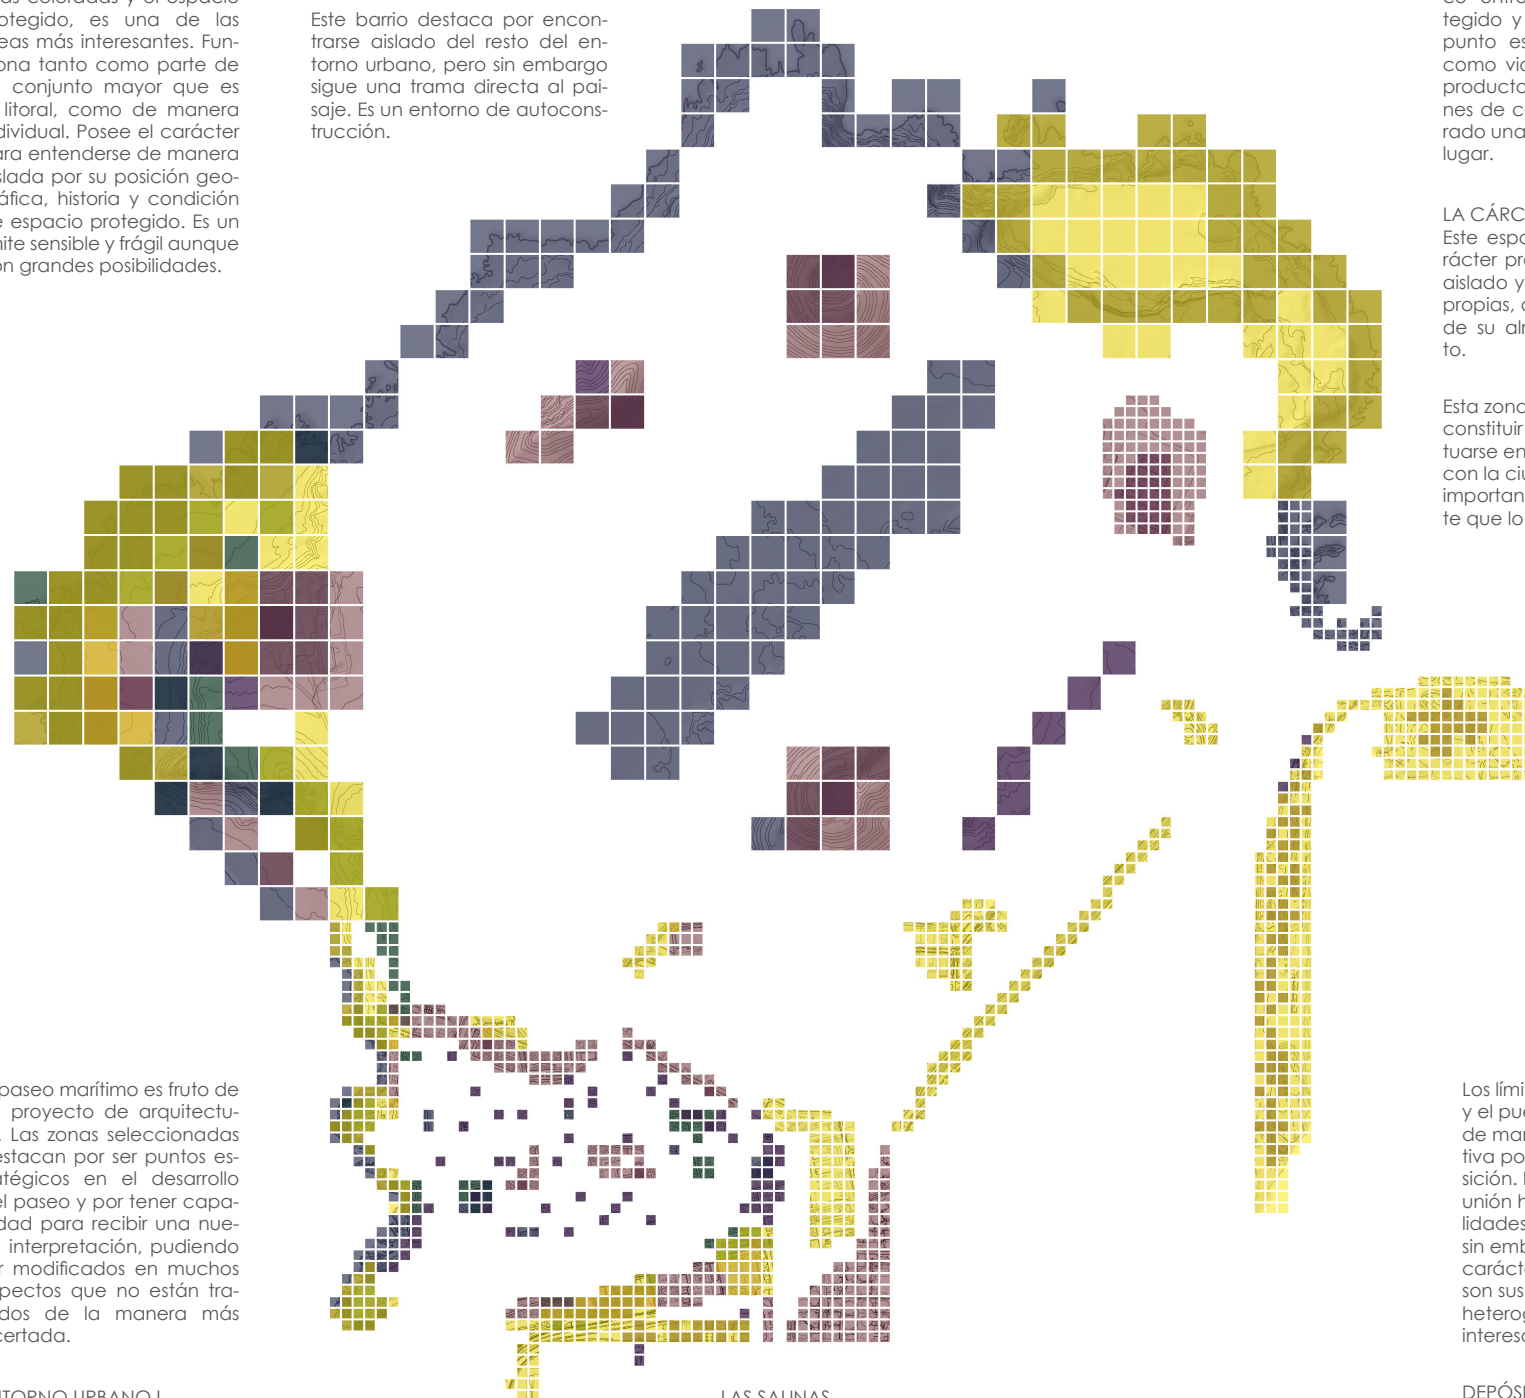 otegido, es una de las
eas más interesantes. Fun-
ona tanto como parte de
conjunto mayor que es
litoral, como de manera
dividual. Posee el carácter
ara entenderse de manera
slada por su posición geo-
áfica, historia y condición
e espacio protegido. Es un
mite sensible y frágil aunque
on grandes posibilidades.
Este barrio destaca por encon-
trarse aislado del resto del en-
torno urbano, pero sin embargo
sigue una trama directa al pai-
saje. Es un entorno de autocons-
trucción.
tegido y
punto es
como vía
producto
nes de c
rado una
lugar.
LA CÁRC
Este espa
rácter pr
aislado y
propias,
de su alr
to.
Esta zona
constituir
tuarse en
con la ciu
importan
te que lo
paseo marítimo es fruto de
proyecto de arquitectu-
. Las zonas seleccionadas
estacan por ser puntos es-
atégicos en el desarrollo
el paseo y por tener capa-
dad para recibir una nue-
interpretación, pudiendo
r modificados en muchos
pectos que no están tra-
dos de la manera más
certada.
Los lími
y el pue
de mar
tiva po
sición.
unión h
lidades
sin emb
caráct
son sus
heterog
interes
NTORNO URBANO I
LAS SALINAS
DEPÓS